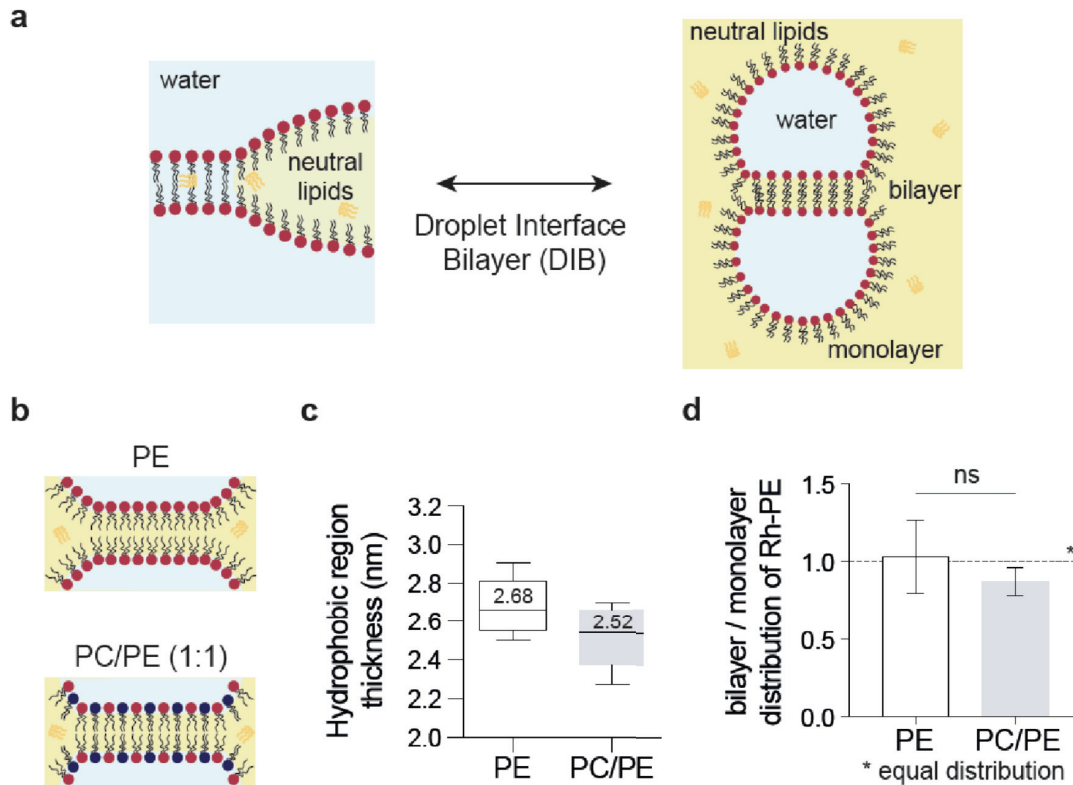 a
water
neutral
lipids
Droplet Interface
Bilayer (DIB)
neutral lipids
water
bilayer
monolayer
b
PE
PC/PE (1:1)
c
Hydrophobic region
thickness (nm)
3.2
3.0
2.8
2.6
2.4
2.2
2.0
2.68
2.52
PE
PC/PE
d
bilayer / monolayer
distribution of Rh-PE
1.5
1.0
0.5
0.0
ns
*
PE
PC/PE
* equal distribution